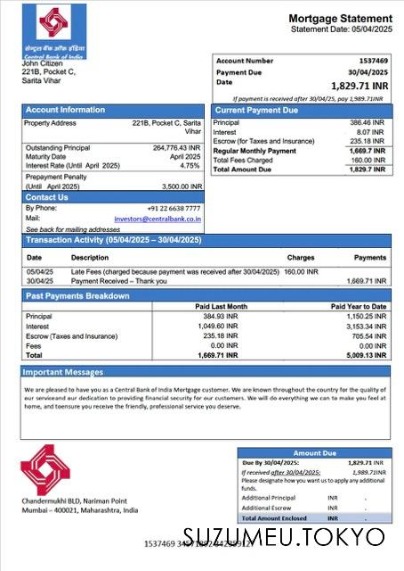 Mortgage Statement
Statement Date: 05/04/2025
सेन्ट्रल बैंक ऑफ इंडिया
Central Bank of India
John Citizen
221B, Pocket C,
Sarita Vihar
Account Number 1537469
Payment Due Date 30/04/2025
1,829.71 INR
If payment is received after 30/04/25, pay 1,989.71INR
Account Information
Property Address 221B, Pocket C, Sarita Vihar
Outstanding Principal 264,776.43 INR
Maturity Date April 2025
Interest Rate (Until April 2025) 4.75%
Prepayment Penalty
(Until April 2025) 3,500.00 INR
Current Payment Due
Principal 386.46 INR
Interest 8.07 INR
Escrow (for Taxes and Insurance) 235.18 INR
Regular Monthly Payment 1,669.7 INR
Total Fees Charged 160.00 INR
Total Amount Due 1,829.7 INR
Contact Us
By Phone: +91 22 6638 7777
Mail: investors@centralbank.co.in
See back for mailing addresses
Transaction Activity (05/04/2025 – 30/04/2025)
Date Description Charges Payments
05/04/25 Late Fees (charged because payment was received after 30/04/2025) 160.00 INR
30/04/25 Payment Received – Thank you 1,669.71 INR
Past Payments Breakdown
Paid Last Month Paid Year to Date
Principal 384.93 INR 1,150.25 INR
Interest 1,049.60 INR 3,153.34 INR
Escrow (Taxes and Insurance) 235.18 INR 705.54 INR
Fees 0.00 INR 0.00 INR
Total 1,669.71 INR 5,009.13 INR
Important Messages
We are pleased to have you as a Central Bank of India Mortgage customer. We are known throughout the country for the quality of
our serviceand our dedication to providing financial security for our customers. We will do everything we can to make you feel at
home, and toensure you receive the friendly, professional service you deserve.
Chandermukhi BLD, Nariman Point
Mumbai – 400021, Maharashtra, India
Amount Due
Due By 30/04/2025: 1,829.71 INR
If received after 30/04/2025: 1,989.71INR
Please designate how you want us to apply any additional
funds.
Additional Principal INR .
Additional Escrow INR .
Total Amount Enclosed INR .
SUZUMEU.TOKYO
1537469